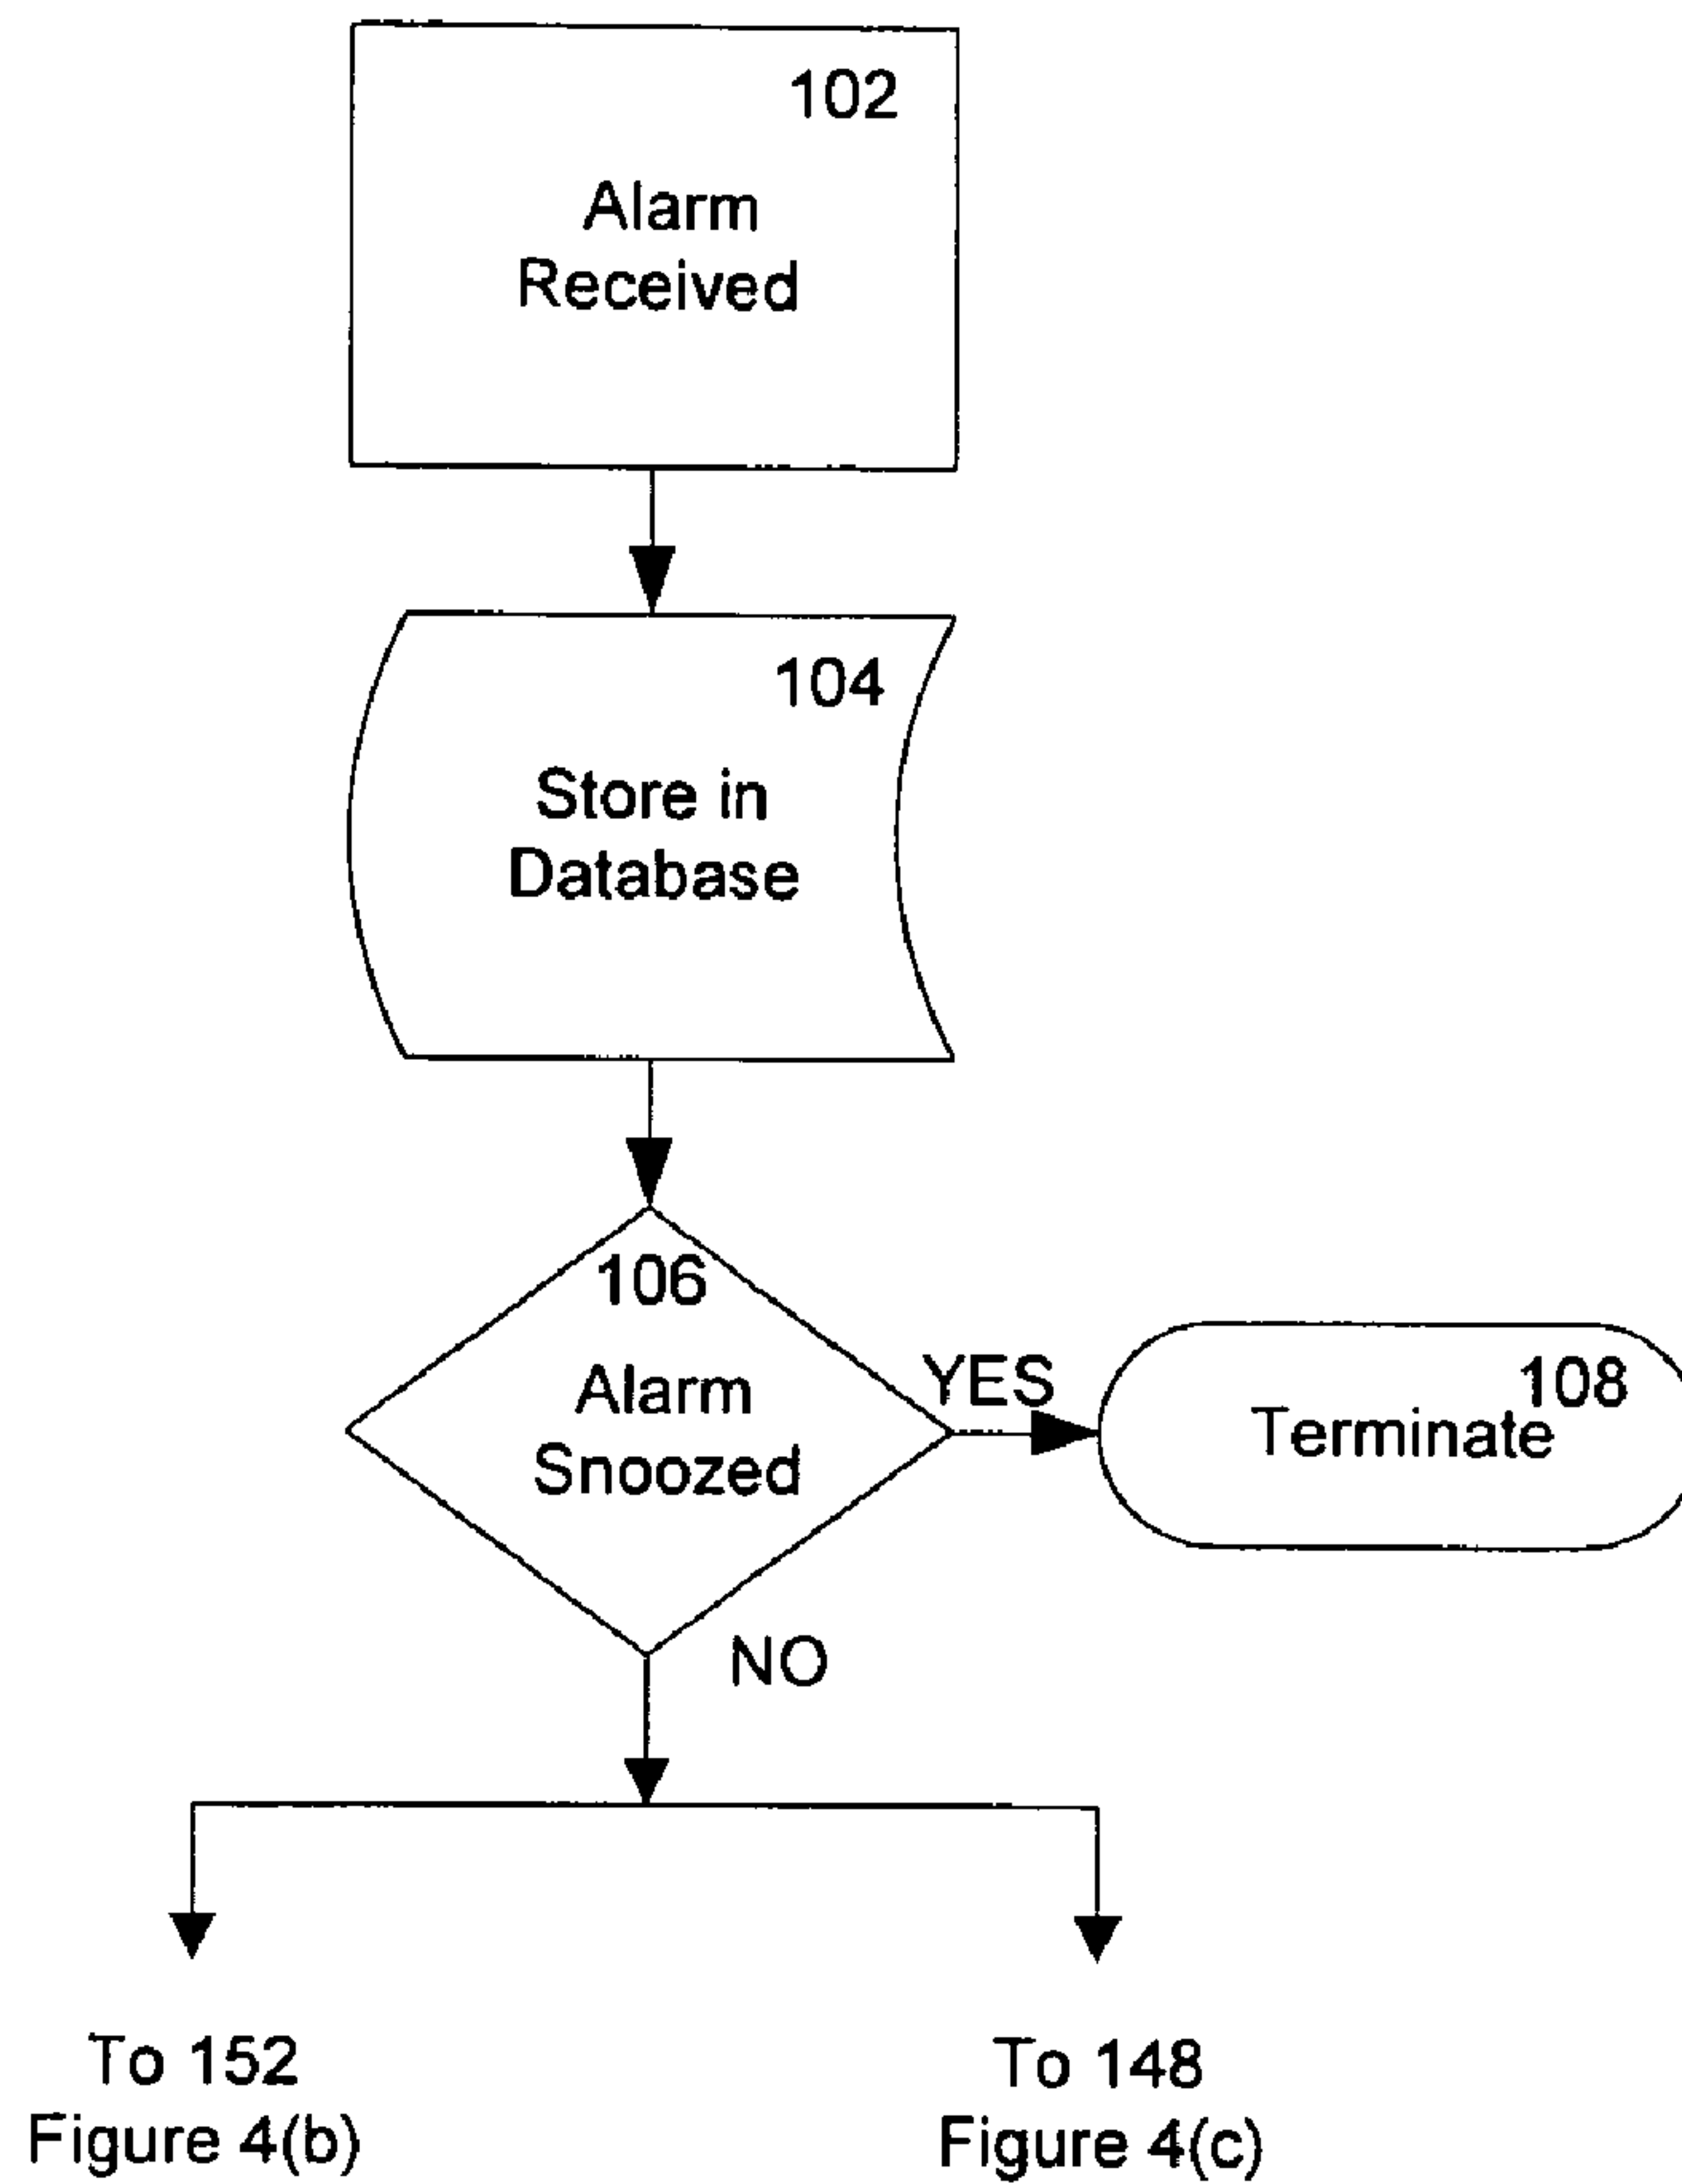 102
Alarm
Received
104
Store in
Database
106
Alarm
Snoozed
YES
108
Terminate
NO
To 152
Figure 4(b)
To 148
Figure 4(c)